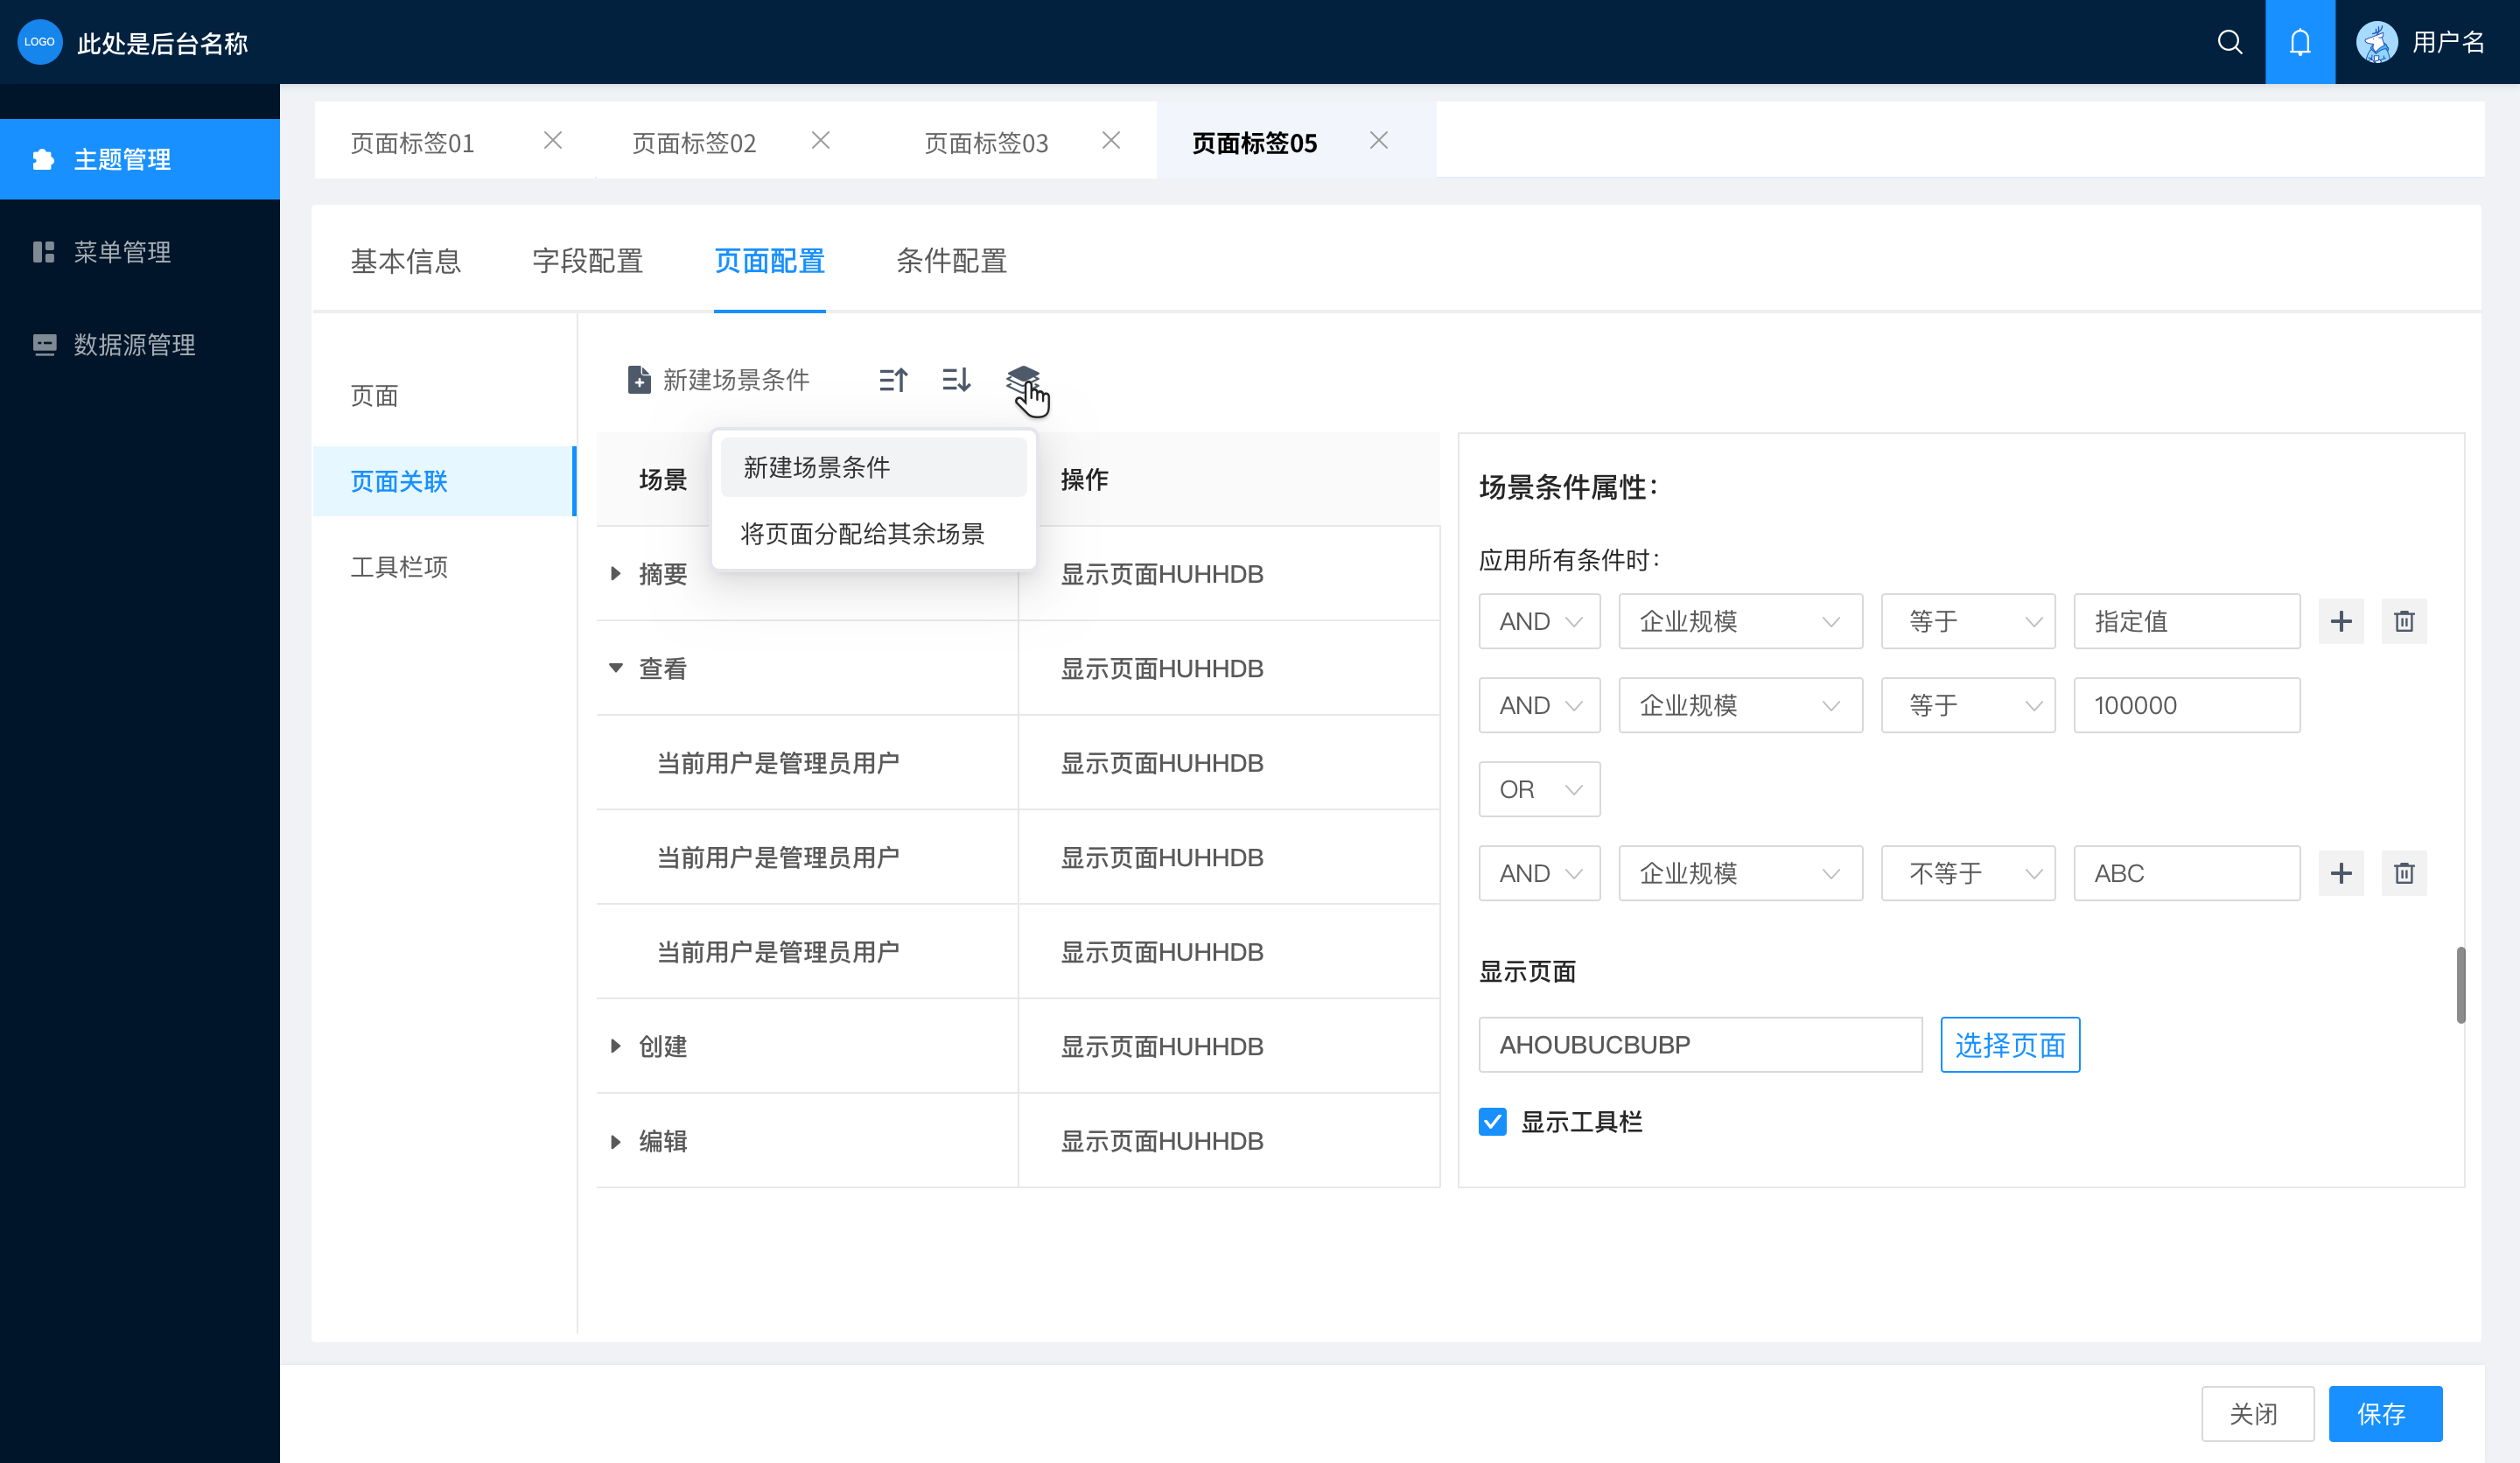 LOGO 此处是后台名称
用户名
主题管理
菜单管理
数据源管理
页面标签01
页面标签02
页面标签03
页面标签05
基本信息
字段配置
页面配置
条件配置
页面
页面关联
工具栏项
新建场景条件
新建场景条件
将页面分配给其余场景
场景
操作
摘要
显示页面HUHHDB
查看
显示页面HUHHDB
当前用户是管理员用户
显示页面HUHHDB
当前用户是管理员用户
显示页面HUHHDB
当前用户是管理员用户
显示页面HUHHDB
创建
显示页面HUHHDB
编辑
显示页面HUHHDB
场景条件属性：
应用所有条件时：
AND 企业规模 等于 指定值
AND 企业规模 等于 100000
OR
AND 企业规模 不等于 ABC
显示页面
AHOUBUCBUBP
选择页面
显示工具栏
关闭
保存